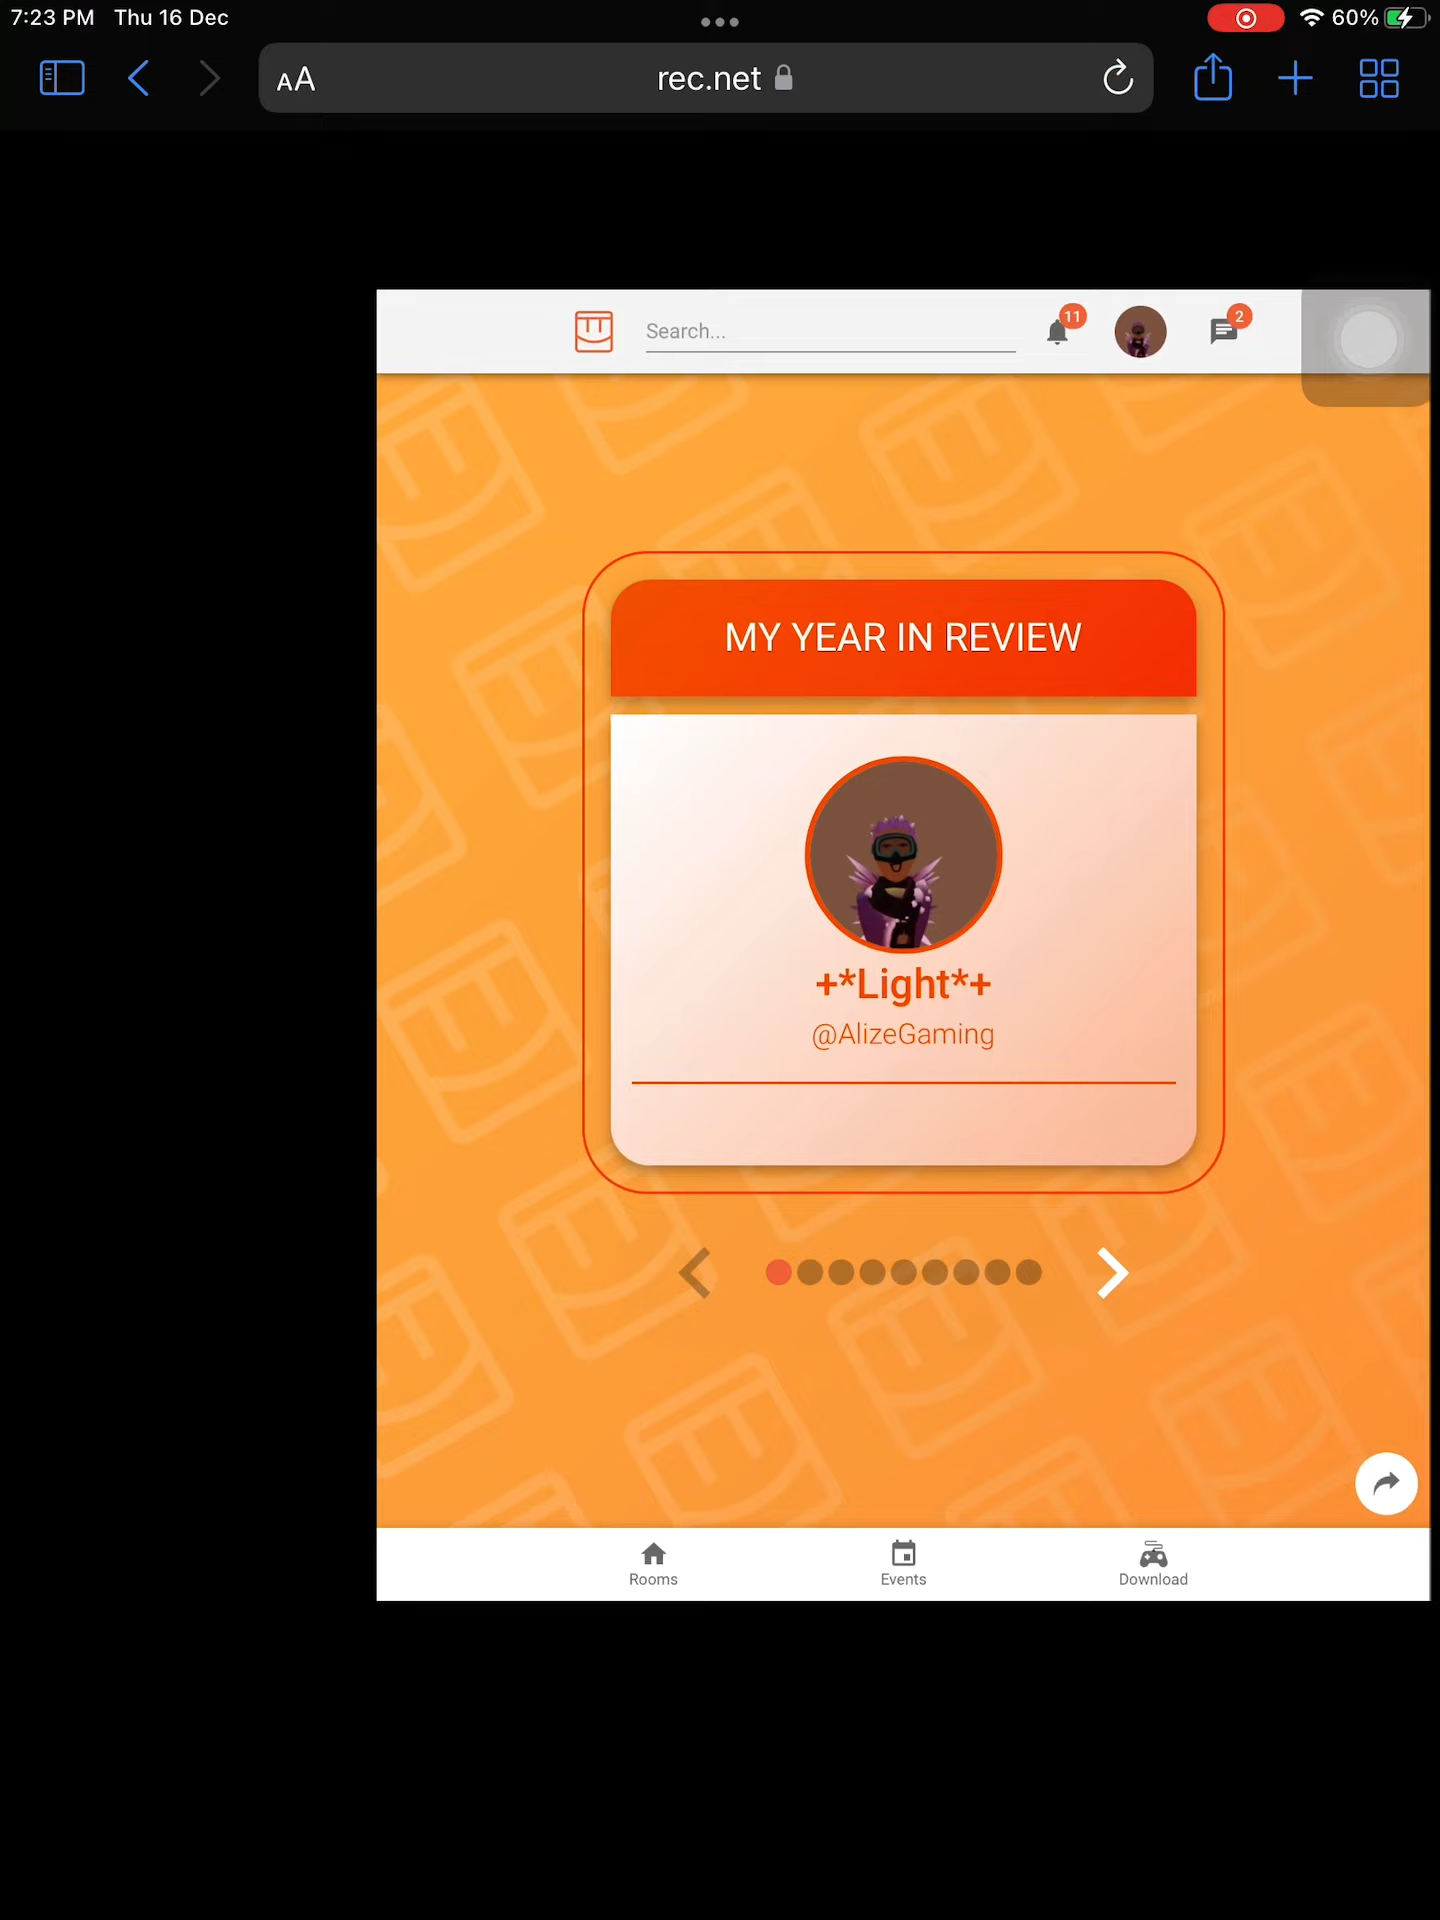 7:23 PM Thu 16 Dec
60%
AA
rec.net
Search...
11
2
MY YEAR IN REVIEW
+*Light*+
@AlizeGaming
Rooms
Events
Download